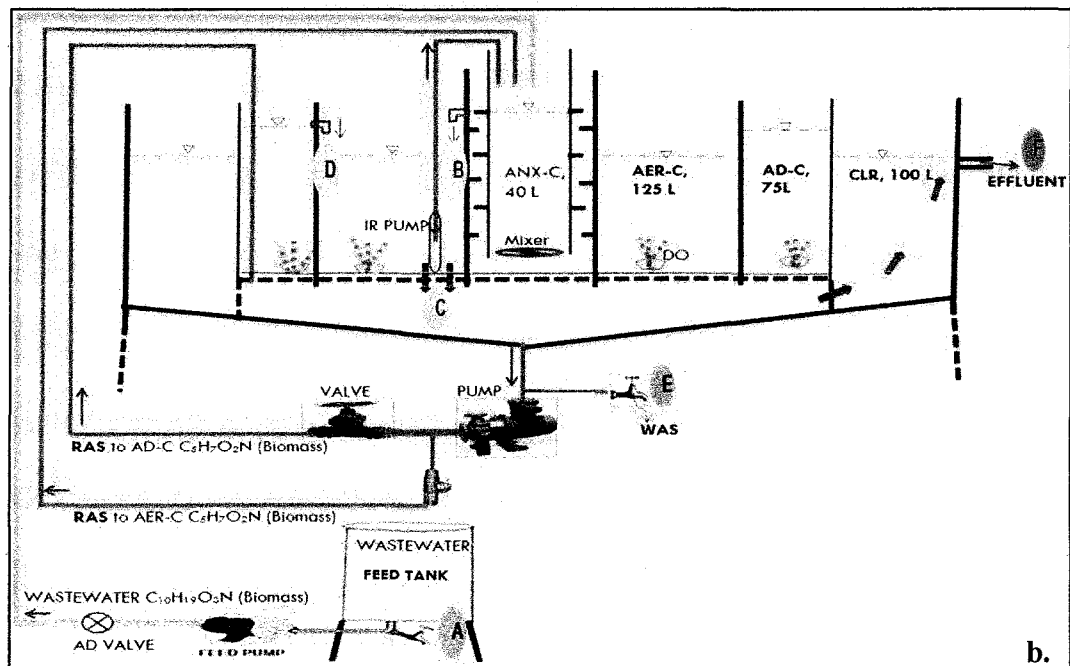 D
B
ANX-C,
40 L
AER-C,
125 L
AD-C,
75L
CLR, 100 L
EFFLUENT
IR PUMP
Mixer
DO
C
VALVE
PUMP
E
WAS
RAS to AD-C C₅H₇O₂N (Biomass)
RAS to AER-C C₅H₇O₂N (Biomass)
WASTEWATER
FEED TANK
WASTEWATER C₁₀H₁₉O₃N (Biomass)
A
AD VALVE
FEED PUMP
b.